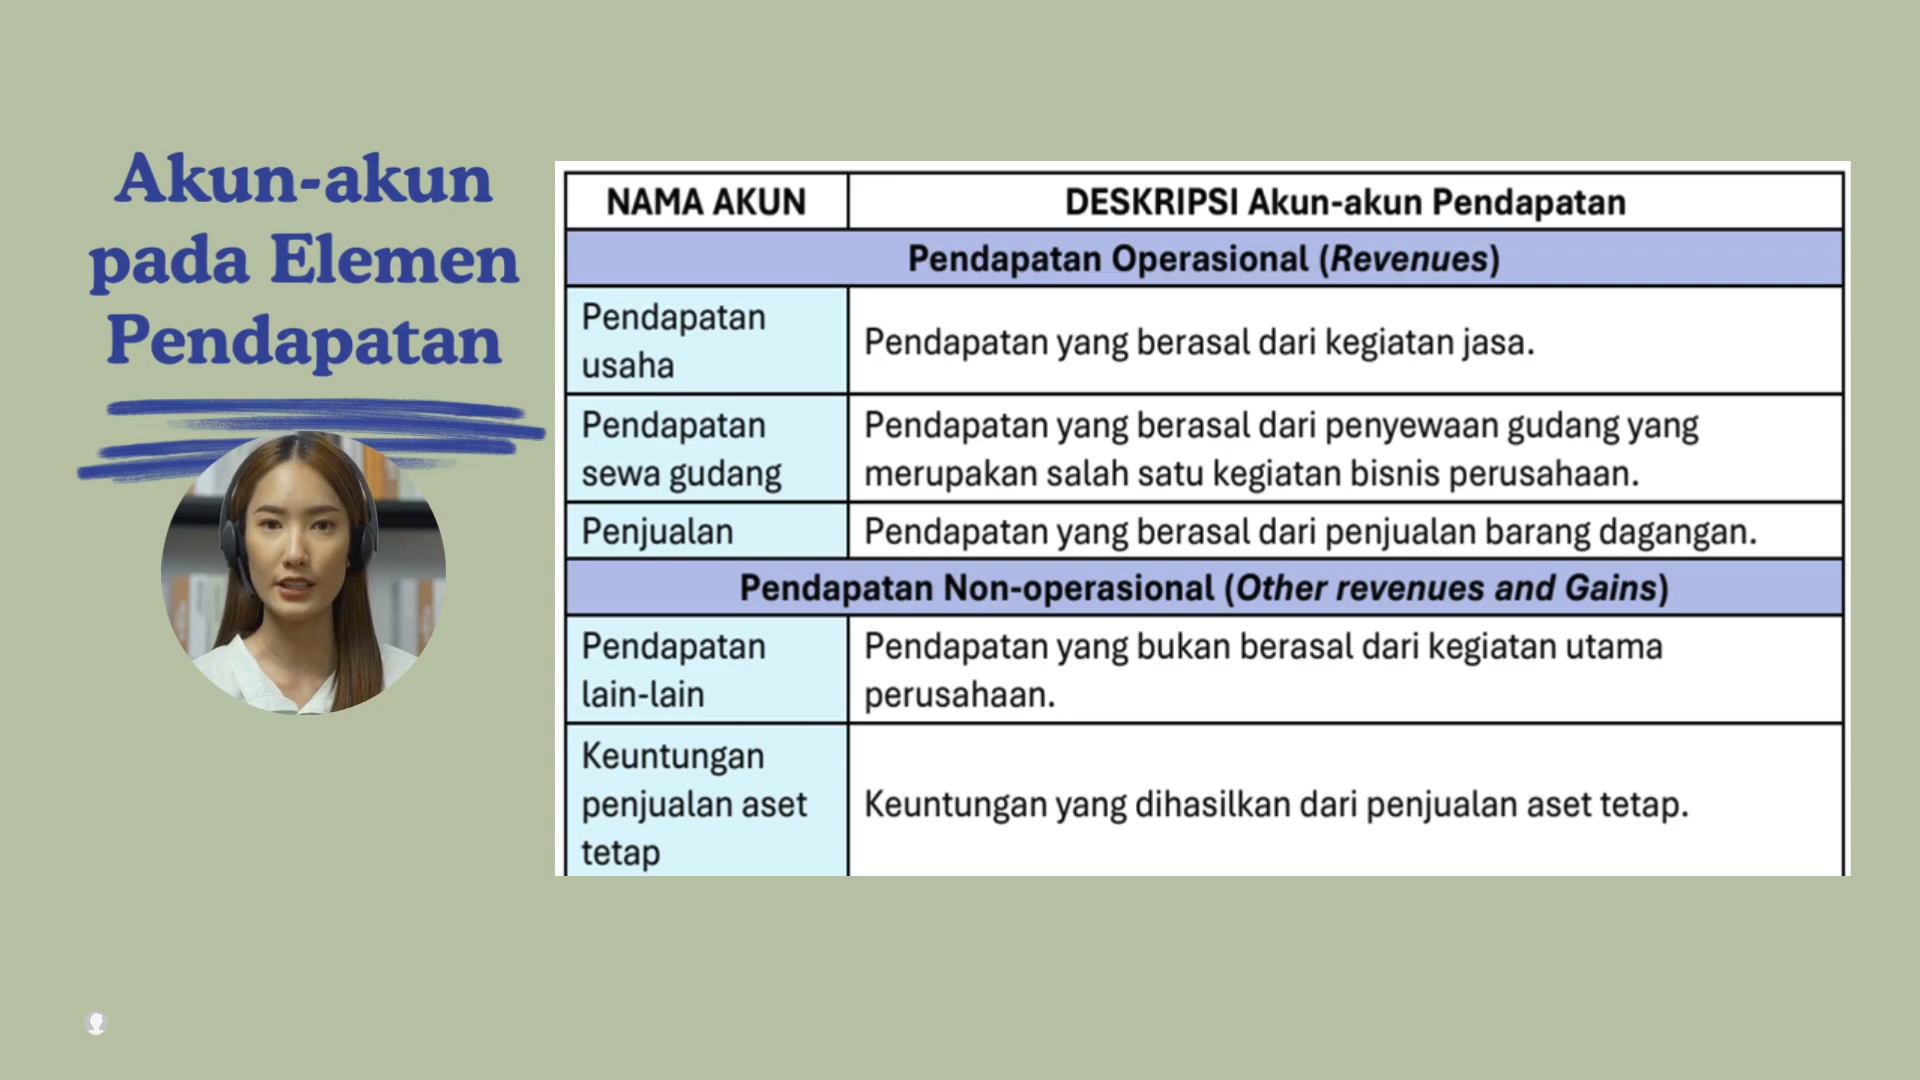 Akun-akun
pada Elemen
Pendapatan
NAMA AKUN
DESKRIPSI Akun-akun Pendapatan
Pendapatan Operasional (Revenues)
Pendapatan
usaha
Pendapatan yang berasal dari kegiatan jasa.
Pendapatan
sewa gudang
Pendapatan yang berasal dari penyewaan gudang yang
merupakan salah satu kegiatan bisnis perusahaan.
Penjualan
Pendapatan yang berasal dari penjualan barang dagangan.
Pendapatan Non-operasional (Other revenues and Gains)
Pendapatan
lain-lain
Pendapatan yang bukan berasal dari kegiatan utama
perusahaan.
Keuntungan
penjualan aset
tetap
Keuntungan yang dihasilkan dari penjualan aset tetap.